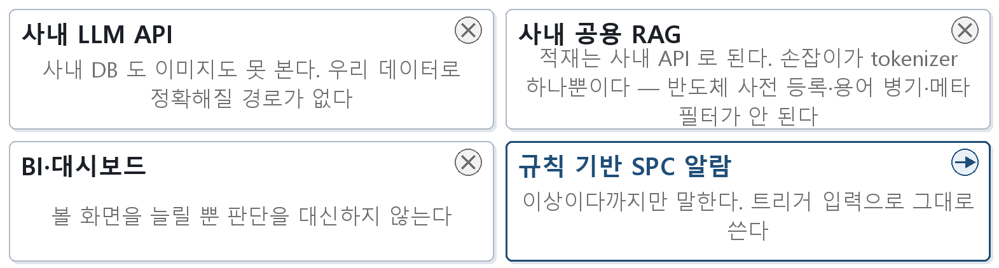 사내 LLM API
사내 DB 도 이미지도 못 본다. 우리 데이터로
정확해질 경로가 없다
사내 공용 RAG
적재는 사내 API 로 된다. 손잡이가 tokenizer
하나뿐이다 — 반도체 사전 등록·용어 병기·메타
필터가 안 된다
BI·대시보드
볼 화면을 늘릴 뿐 판단을 대신하지 않는다
규칙 기반 SPC 알람
이상이다까지만 말한다. 트리거 입력으로 그대로
쓴다